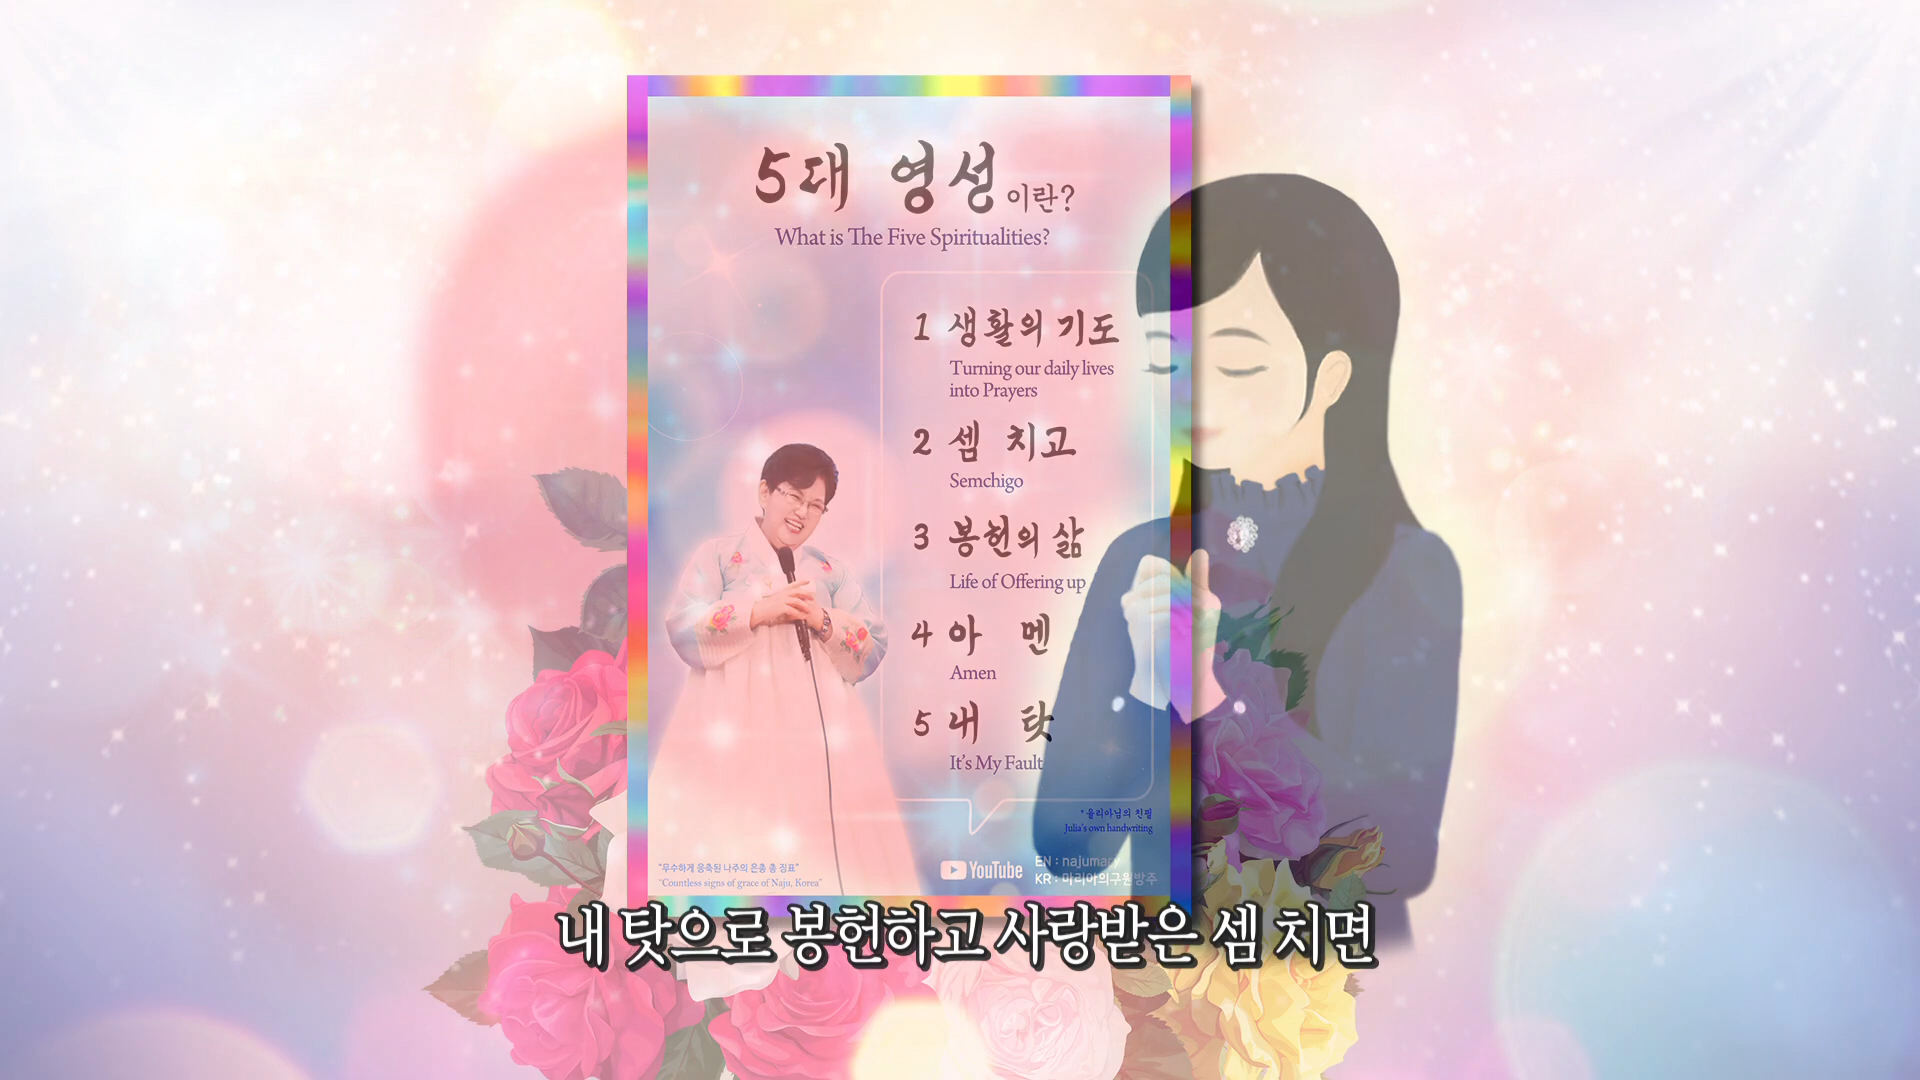 5대 영성이란?
What is The Five Spiritualities?
1 생활의 기도
Turning our daily lives
into Prayers
2 셈 치고
Semchigo
3 봉헌의 삶
Life of Offering up
4 아 멘
Amen
5 내 탓
It's My Fault
* 율리아님의 친필
Julia's own handwriting
"무수하게 응축된 나주의 은총 총 징표"
"Countless signs of grace of Naju, Korea"
YouTube
EN : najumary
KR : 마리아의구원방주
내 탓으로 봉헌하고 사랑받은 셈 치면